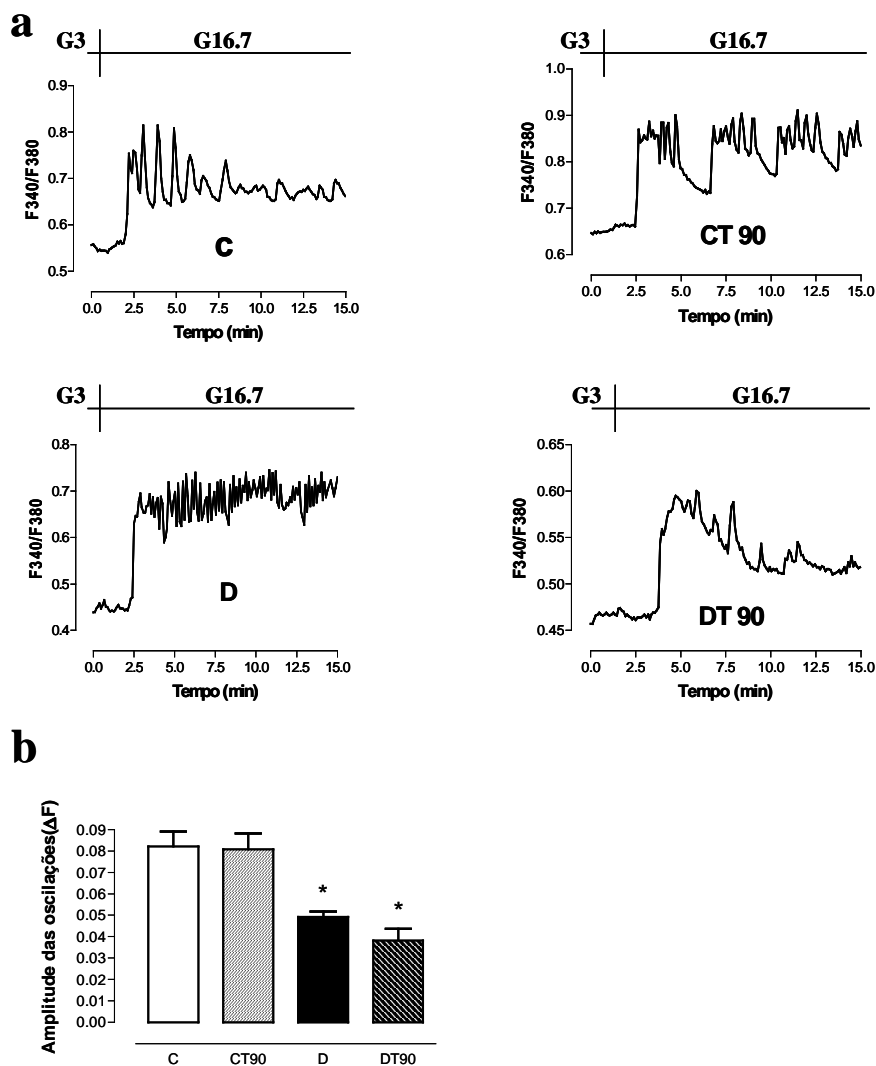 a
G3 G16.7
0.9
0.8
0.7
0.6
0.5
F340/F380
C
0.0 2.5 5.0 7.5 10.0 12.5 15.0
Tempo (min)
G3 G16.7
1.0
0.9
0.8
0.7
0.6
F340/F380
CT 90
0.0 2.5 5.0 7.5 10.0 12.5 15.0
Tempo (min)
G3 G16.7
0.8
0.7
0.6
0.5
0.4
F340/F380
D
0.0 2.5 5.0 7.5 10.0 12.5 15.0
Tempo (min)
G3 G16.7
0.65
0.60
0.55
0.50
0.45
F340/F380
DT 90
0.0 2.5 5.0 7.5 10.0 12.5 15.0
Tempo (min)
b
Amplitude das oscilações(ΔF)
0.09
0.08
0.07
0.06
0.05
0.04
0.03
0.02
0.01
0.00
* *
C CT90 D DT90